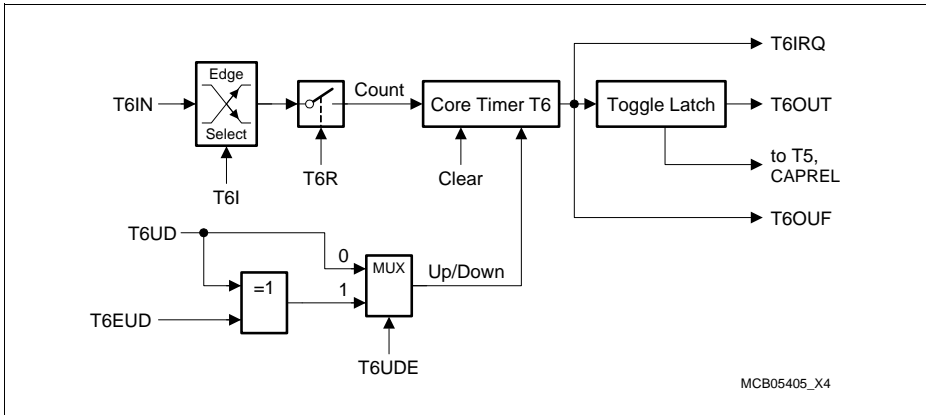 T6IRQ
Edge
Count
T6IN
Core Timer T6
Toggle Latch
T6OUT
Select
to T5,
CAPREL
T6R
Clear
T6I
T6OUF
T6UD
0
MUX
Up/Down
=1
1
T6EUD
T6UDE
MCB05405_X4